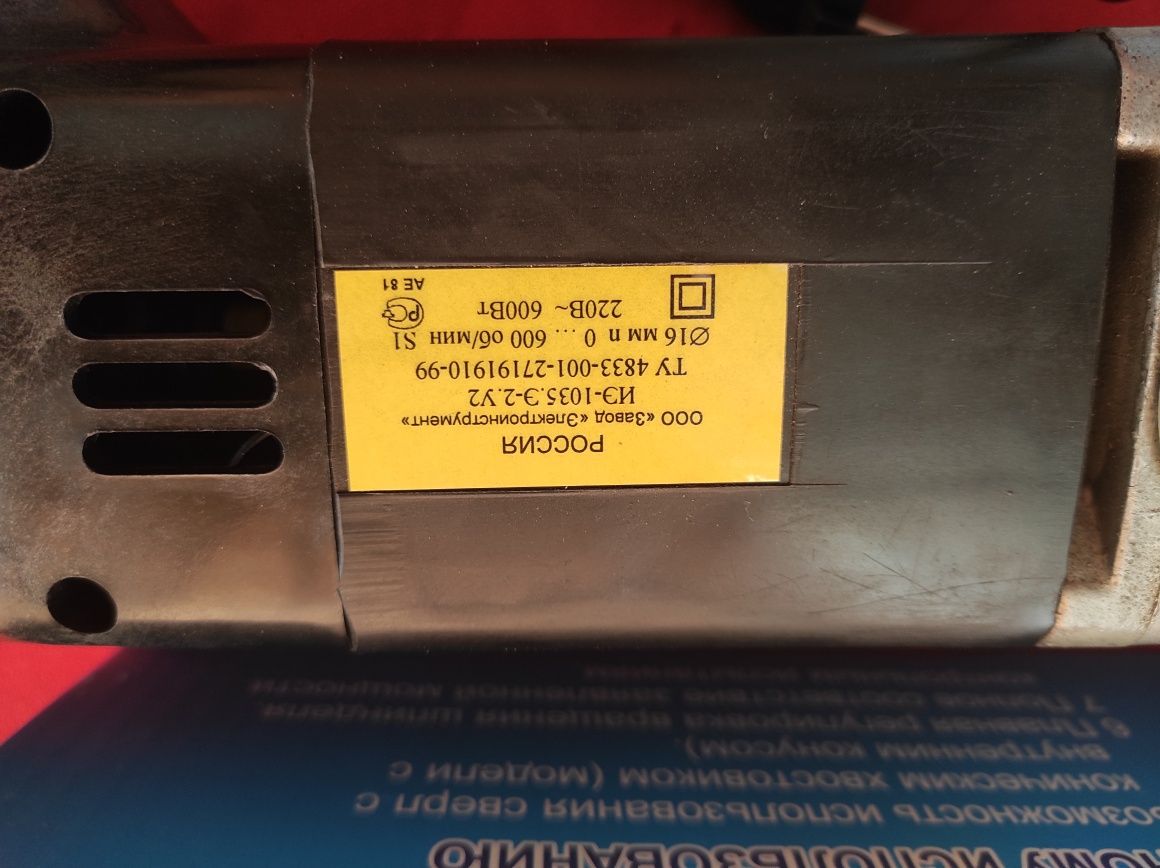 РОССИЯ
ООО «Завод «Электроинструмент»
ИЭ-1035.Э-2.У2
ТУ 4833-001-27191910-99
Ø16 мм n 0 ... 600 об/мин S1
220В~ 600Вт
РС
АЕ 81
ИСПОЛЬЗОВАНИЮ
возможность использования сверл с
коническим хвостовиком (модели с
внутренним конусом).
6 Плавная регулировка вращения шпинделя.
7 Полное соответствие заявленной мощности